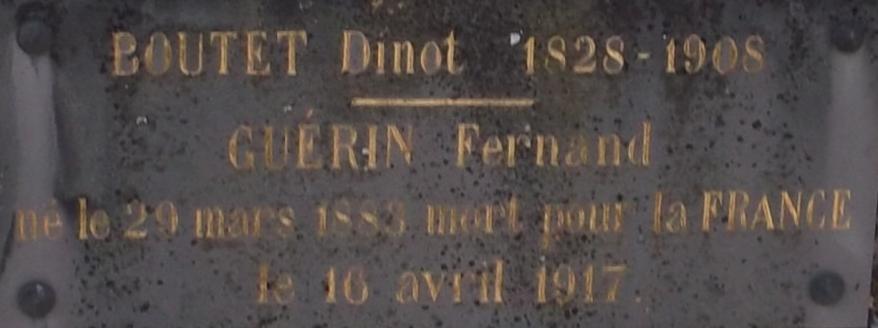 BOUTET Dinot 1828-1908
GUÉRIN Fernand
né le 29 mars 1883 mort pour la FRANCE
le 16 avril 1917.